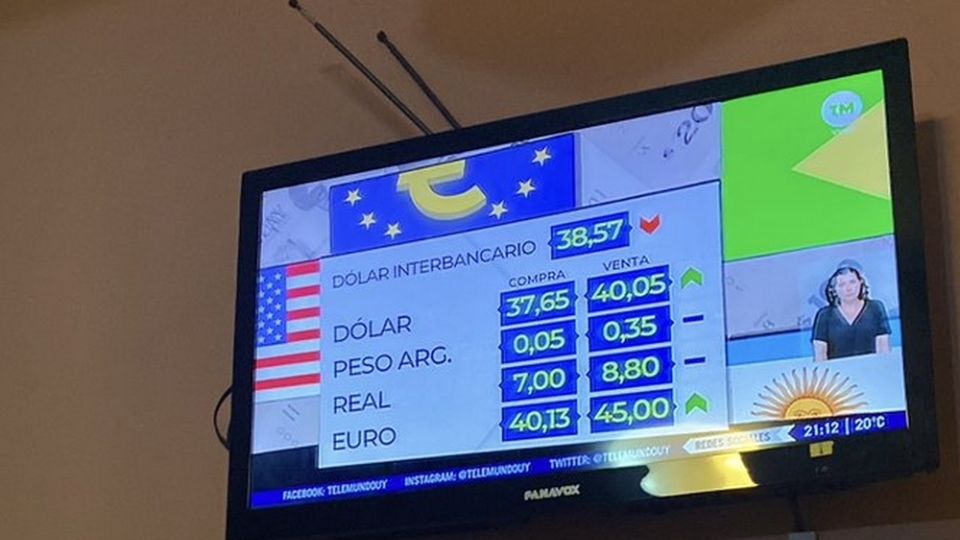 TM
DÓLAR INTERBANCARIO 38,57
COMPRA VENTA
DÓLAR 37,65 40,05
PESO ARG. 0,05 0,35
REAL 7,00 8,80
EURO 40,13 45,00
REDES SOCIALES 21:12 | 20°C
FACEBOOK: TELEMUNDOUY INSTAGRAM: @TELEMUNDOUY TWITTER: @TELEMUNDOUY
PANAVOX